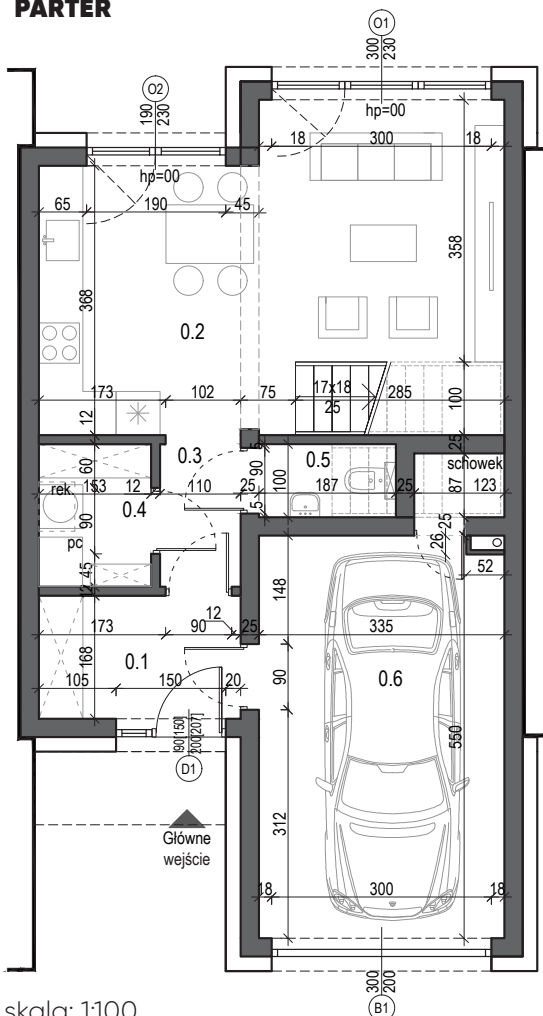 PARTER
O1
300
230
O2
190
230
hp=00
hp=00
18 300 18
65 190 45
368
358
0.2
173 102 75 17x18 285
25
12
100
0.3
0.5
25
schowek
60
5
90
100
87
rek.
153 12 110 25 187 25 123
0.4
90
5
pc
45
12
25
26
52
148
12
173 90 25 335
168
0.1
0.6
90
105 150 20
550
90[150]
200[207]
D1
Główne
wejście
312
18 300 18
300
200
B1
skala: 1:100